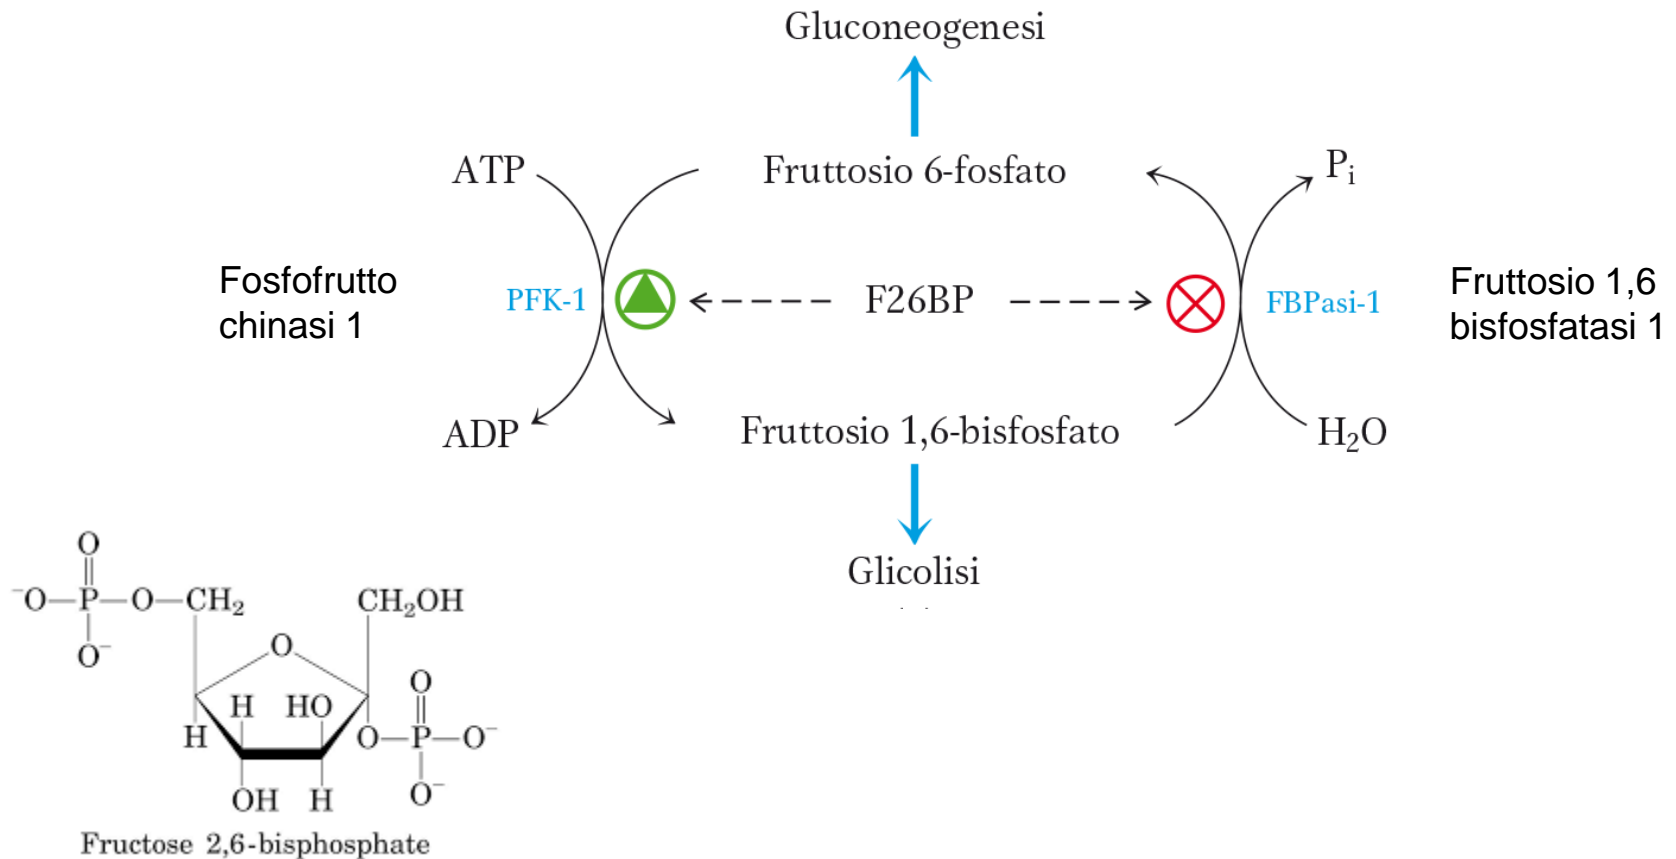 Gluconeogenesi
ATP
Fruttosio 6-fosfato
Pi
Fosfofrutto
chinasi 1
PFK-1
F26BP
FBPasi-1
Fruttosio 1,6
bisfosfatasi 1
ADP
Fruttosio 1,6-bisfosfato
H2O
Glicolisi
O
⁻O—P—O—CH2
CH2OH
O⁻
O
H
HO
O
H
O—P—O⁻
OH
H
O⁻
Fructose 2,6-bisphosphate